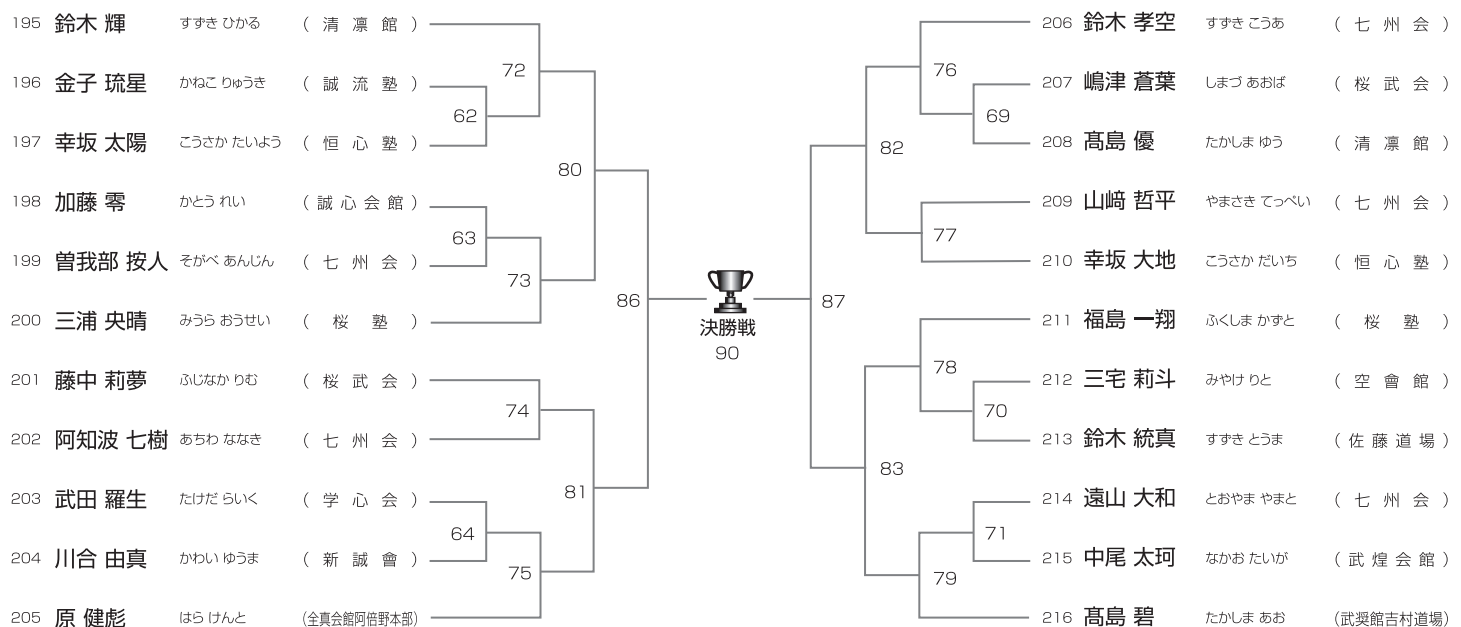 195 鈴木 輝 すずき ひかる ( 清 凛 館 )
196 金子 琉星 かねこ りゅうき ( 誠 流 塾 )
197 幸坂 太陽 こうさか たいよう ( 恒 心 塾 )
198 加藤 零 かとう れい ( 誠 心 会 館 )
199 曽我部 按人 そがべ あんじん ( 七 州 会 )
200 三浦 央晴 みうら おうせい ( 桜 塾 )
201 藤中 莉夢 ふじなか りむ ( 桜 武 会 )
202 阿知波 七樹 あちわ ななき ( 七 州 会 )
203 武田 羅生 たけだ らいく ( 学 心 会 )
204 川合 由真 かわい ゆうま ( 新 誠 會 )
205 原 健彪 はら けんと (全真会館阿倍野本部)
72
62
80
63
73
86
74
81
64
75
決勝戦
90
87
76
69
82
77
78
70
83
71
79
206 鈴木 孝空 すずき こうあ ( 七 州 会 )
207 嶋津 蒼葉 しまづ あおば ( 桜 武 会 )
208 髙島 優 たかしま ゆう ( 清 凛 館 )
209 山﨑 哲平 やまさき てっぺい ( 七 州 会 )
210 幸坂 大地 こうさか だいち ( 恒 心 塾 )
211 福島 一翔 ふくしま かずと ( 桜 塾 )
212 三宅 莉斗 みやけ りと ( 空 會 館 )
213 鈴木 統真 すずき とうま ( 佐 藤 道 場 )
214 遠山 大和 とおやま やまと ( 七 州 会 )
215 中尾 太珂 なかお たいが ( 武 煌 会 館 )
216 髙島 碧 たかしま あお (武奨館吉村道場)